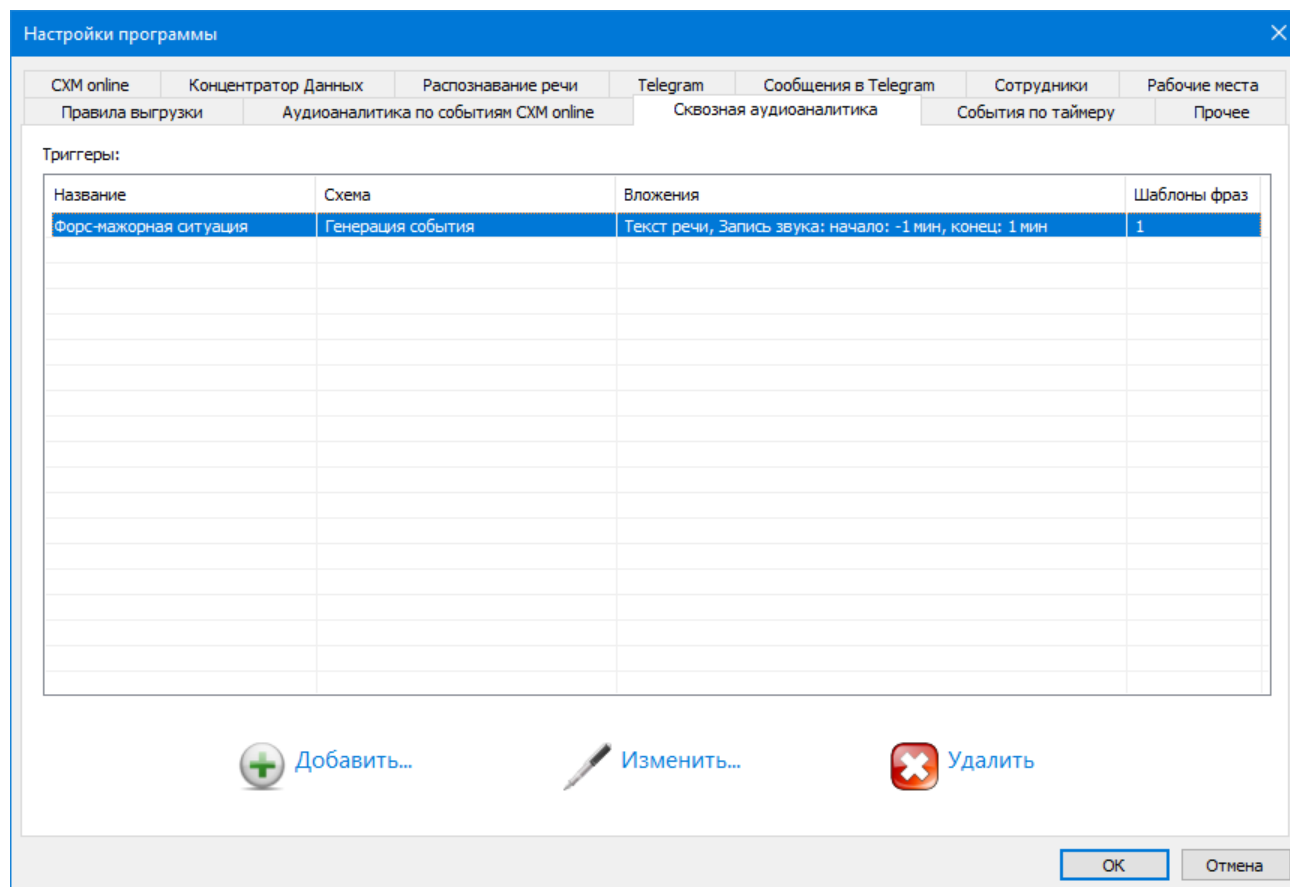 Настройки программы
CXM online Концентратор Данных Распознавание речи Telegram Сообщения в Telegram Сотрудники Рабочие места
Правила выгрузки Аудиоаналитика по событиям CXM online Сквозная аудиоаналитика События по таймеру Прочее
Триггеры:
Название Схема Вложения Шаблоны фраз
Форс-мажорная ситуация Генерация события Текст речи, Запись звука: начало: -1 мин, конец: 1 мин 1
Добавить... Изменить... Удалить
OK Отмена